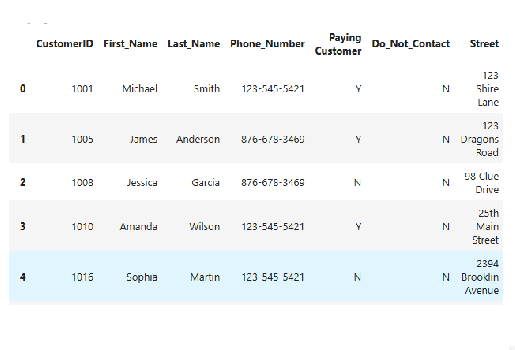 CustomerID First_Name Last_Name Phone_Number Paying Customer Do_Not_Contact Street
0 1001 Michael Smith 123-545-5421 Y N 123 Shire Lane
1 1005 James Anderson 876-678-3469 Y N 123 Dragons Road
2 1008 Jessica Garcia 876-678-3469 N N 98 Clue Drive
3 1010 Amanda Wilson 123-545-5421 Y N 25th Main Street
4 1016 Sophia Martin 123-545-5421 N N 2394 Brooklin Avenue